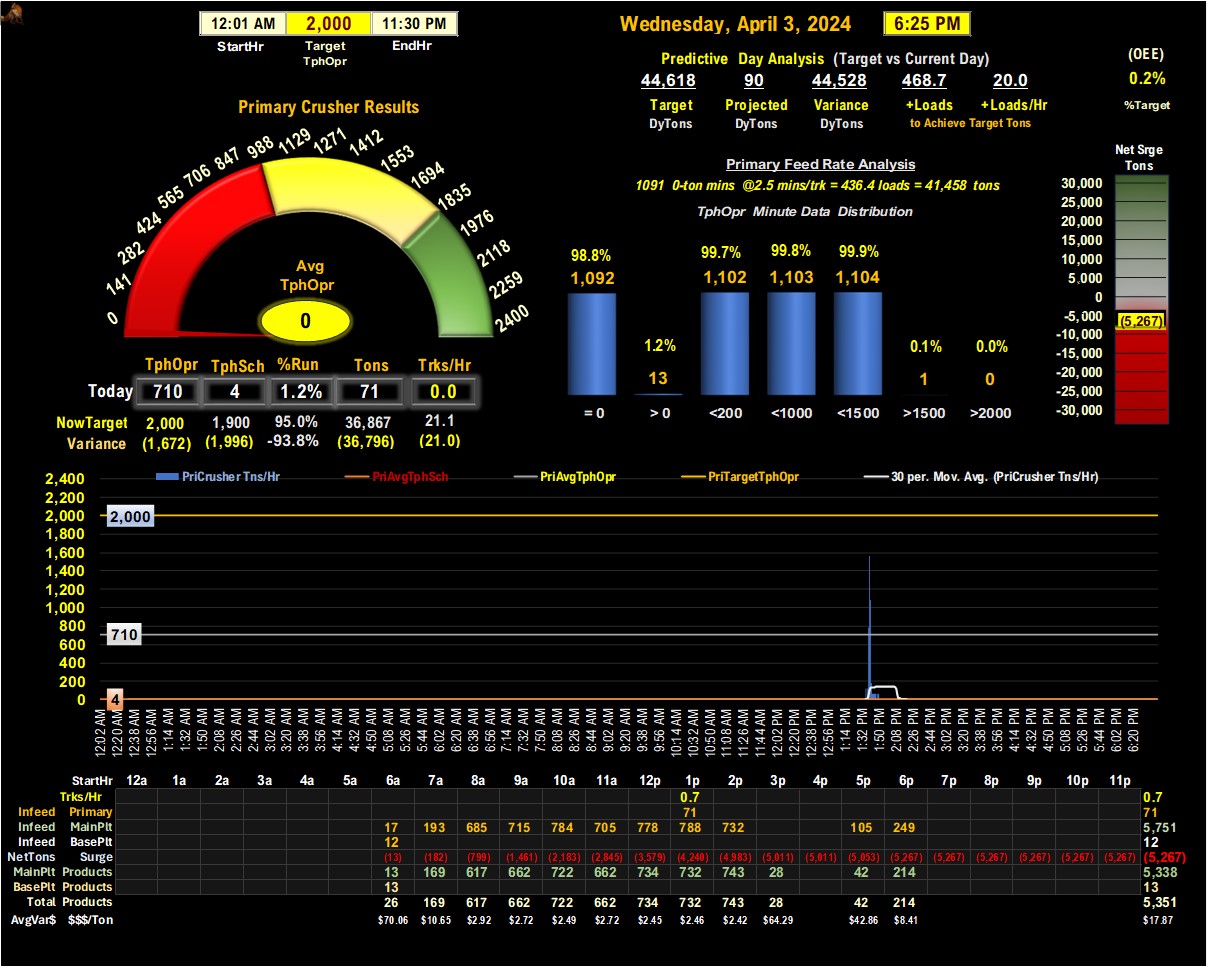 12:01 AM 2,000 11:30 PM
StartHr Target EndHr
TphOpr
Wednesday, April 3, 2024 6:25 PM
Predictive Day Analysis (Target vs Current Day)
44,618 90 44,528 468.7 20.0
Target Projected Variance +Loads +Loads/Hr
DyTons DyTons DyTons to Achieve Target Tons
(OEE)
0.2%
%Target
Primary Crusher Results
0 141 282 424 565 706 847 988 1129 1271 1412 1553 1694 1835 1976 2118 2259 2400
Avg
TphOpr
0
TphOpr TphSch %Run Tons Trks/Hr
Today 710 4 1.2% 71 0.0
NowTarget 2,000 1,900 95.0% 36,867 21.1
Variance (1,672) (1,996) -93.8% (36,796) (21.0)
Primary Feed Rate Analysis
1091 0-ton mins @2.5 mins/trk = 436.4 loads = 41,458 tons
TphOpr Minute Data Distribution
98.8% 1.2% 99.7% 99.8% 99.9% 0.1% 0.0%
1,092 13 1,102 1,103 1,104 1 0
= 0 > 0 <200 <1000 <1500 >1500 >2000
Net Srge
Tons
30,000
25,000
20,000
15,000
10,000
5,000
0
-5,000
(5,267)
-10,000
-15,000
-20,000
-25,000
-30,000
PriCrusher Tns/Hr PriAvgTphSch PriAvgTphOpr PriTargetTphOpr 30 per. Mov. Avg. (PriCrusher Tns/Hr)
2,400
2,200
2,000 2,000
1,800
1,600
1,400
1,200
1,000
800
600 710
400
200
0 4
12:02 AM 12:20 AM 12:38 AM 12:56 AM 1:14 AM 1:32 AM 1:50 AM 2:08 AM 2:26 AM 2:44 AM 3:02 AM 3:20 AM 3:38 AM 3:56 AM 4:14 AM 4:32 AM 4:50 AM 5:08 AM 5:26 AM 5:44 AM 6:02 AM 6:20 AM 6:38 AM 6:56 AM 7:14 AM 7:32 AM 7:50 AM 8:08 AM 8:26 AM 8:44 AM 9:02 AM 9:20 AM 9:38 AM 9:56 AM 10:14 AM 10:32 AM 10:50 AM 11:08 AM 11:26 AM 11:44 AM 12:02 PM 12:20 PM 12:38 PM 12:56 PM 1:14 PM 1:32 PM 1:50 PM 2:08 PM 2:26 PM 2:44 PM 3:02 PM 3:20 PM 3:38 PM 3:56 PM 4:14 PM 4:32 PM 4:50 PM 5:08 PM 5:26 PM 5:44 PM 6:02 PM 6:20 PM
StartHr 12a 1a 2a 3a 4a 5a 6a 7a 8a 9a 10a 11a 12p 1p 2p 3p 4p 5p 6p 7p 8p 9p 10p 11p
Trks/Hr 0.7 0.7
Infeed Primary 71 71
Infeed MainPlt 17 193 685 715 784 705 778 788 732 105 249 5,751
Infeed BasePlt 12 12
NetTons Surge (13) (182) (799) (1,461) (2,183) (2,845) (3,579) (4,240) (4,983) (5,011) (5,011) (5,053) (5,267) (5,267) (5,267) (5,267) (5,267) (5,267) (5,267)
MainPlt Products 13 169 617 662 722 662 734 732 743 28 42 214 5,338
BasePlt Products 13 13
Total Products 26 169 617 662 722 662 734 732 743 28 42 214 5,351
AvgVar$ $$$/Ton $70.06 $10.65 $2.92 $2.72 $2.49 $2.72 $2.45 $2.46 $2.42 $64.29 $42.86 $8.41 $17.87